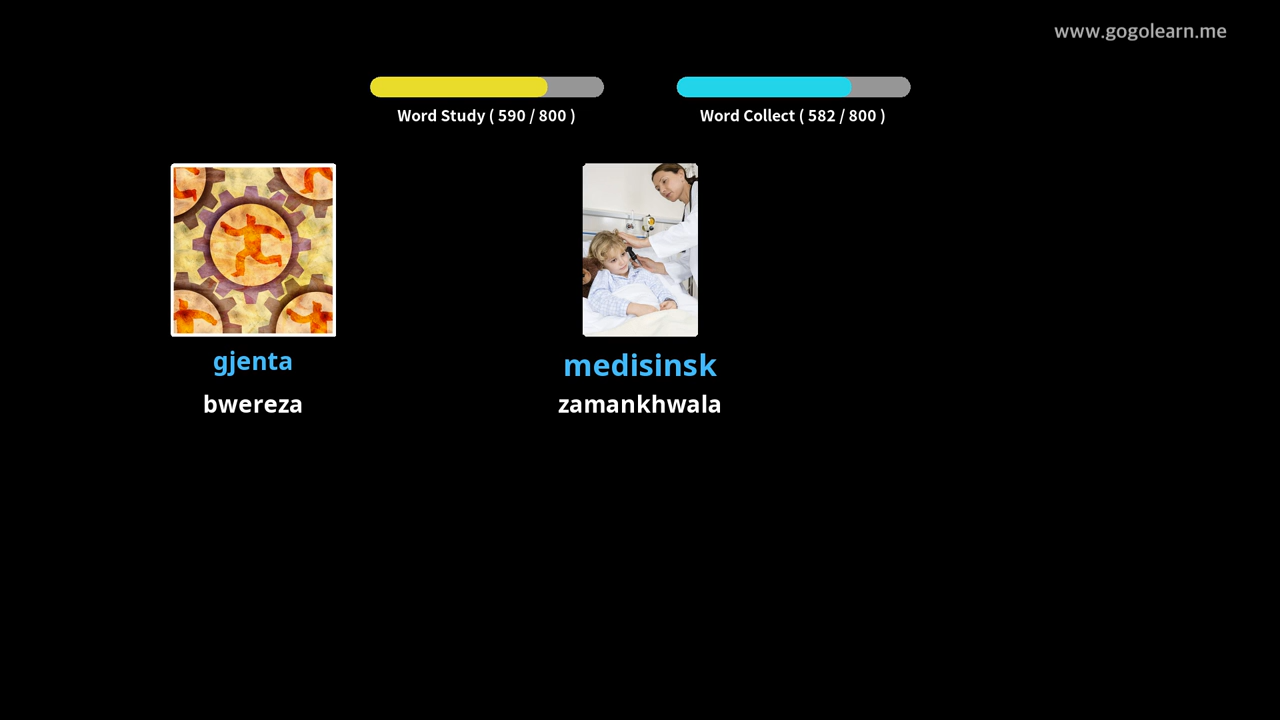 www.gogolearn.me
Word Study ( 590 / 800 )
Word Collect ( 582 / 800 )
gjenta
bwereza
medisinsk
zamankhwala